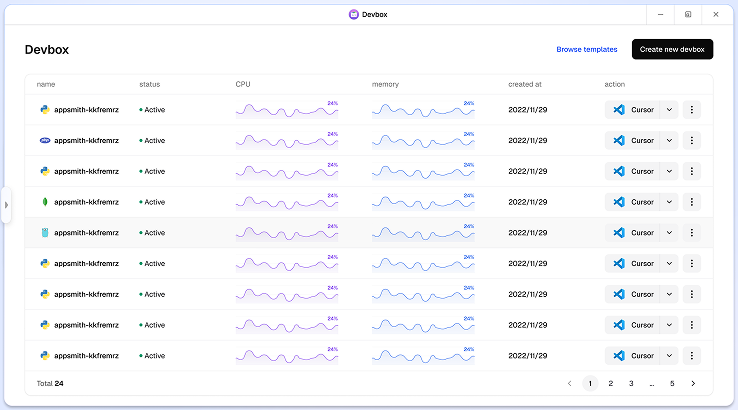 Devbox
Devbox
Browse templates
Create new devbox
name status CPU memory created at action
appsmith-kkfremrz Active 24% 24% 2022/11/29 Cursor
php appsmith-kkfremrz Active 24% 24% 2022/11/29 Cursor
appsmith-kkfremrz Active 24% 24% 2022/11/29 Cursor
appsmith-kkfremrz Active 24% 24% 2022/11/29 Cursor
appsmith-kkfremrz Active 24% 24% 2022/11/29 Cursor
appsmith-kkfremrz Active 24% 24% 2022/11/29 Cursor
appsmith-kkfremrz Active 24% 24% 2022/11/29 Cursor
appsmith-kkfremrz Active 24% 24% 2022/11/29 Cursor
appsmith-kkfremrz Active 24% 24% 2022/11/29 Cursor
Total 24 1 2 3 ... 5